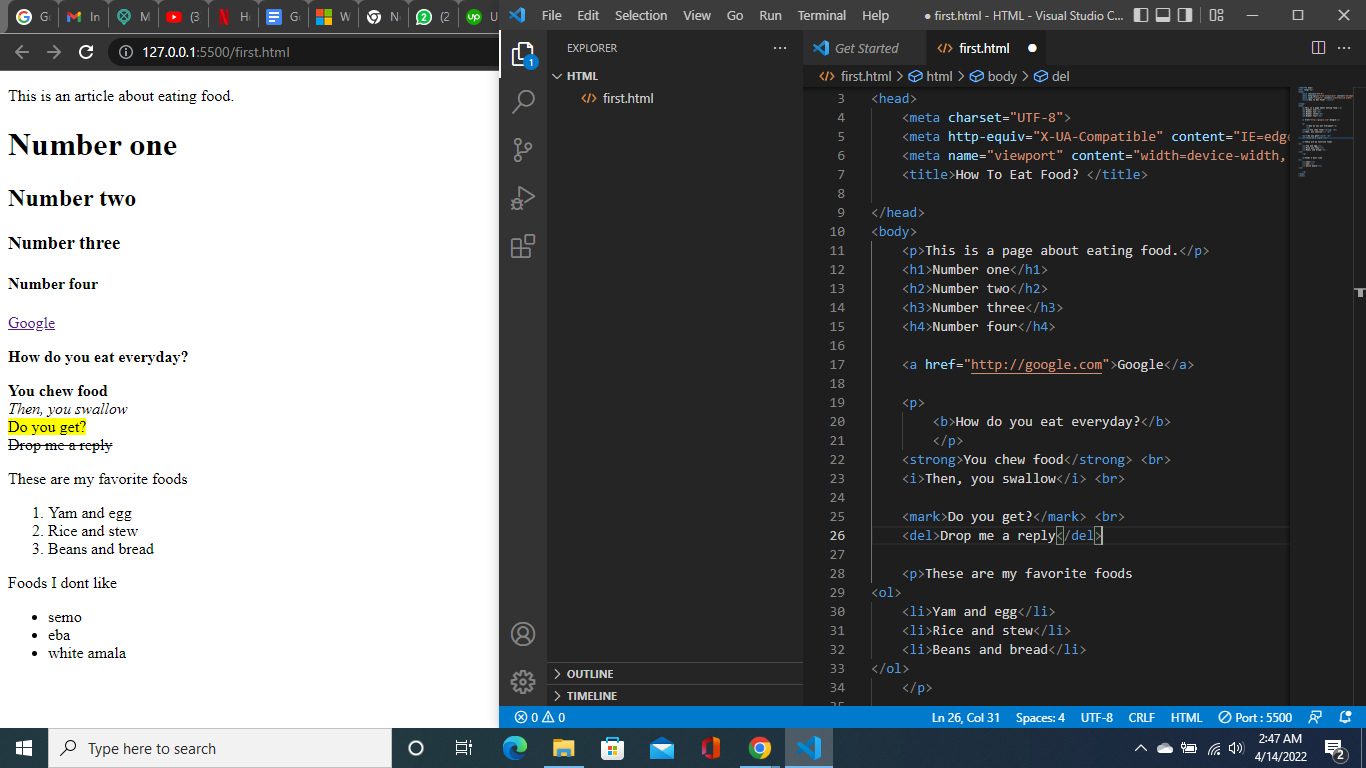 Go
In
M
(3
He
Go
W
No
(2
(2
up U
File Edit Selection View Go Run Terminal Help
● first.html - HTML - Visual Studio C...
127.0.0.1:5500/first.html
This is an article about eating food.
Number one
Number two
Number three
Number four
Google
How do you eat everyday?
You chew food
Then, you swallow
Do you get?
Drop me a reply
These are my favorite foods
1. Yam and egg
2. Rice and stew
3. Beans and bread
Foods I dont like
• semo
• eba
• white amala
1
EXPLORER
HTML
first.html
OUTLINE
TIMELINE
Get Started
first.html
first.html > html > body > del
3 <head>
4 <meta charset="UTF-8">
5 <meta http-equiv="X-UA-Compatible" content="IE=edge
6 <meta name="viewport" content="width=device-width,
7 <title>How To Eat Food? </title>
8
9 </head>
10 <body>
11 <p>This is a page about eating food.</p>
12 <h1>Number one</h1>
13 <h2>Number two</h2>
14 <h3>Number three</h3>
15 <h4>Number four</h4>
16
17 <a href="http://google.com">Google</a>
18
19 <p>
20 <b>How do you eat everyday?</b>
21 </p>
22 <strong>You chew food</strong> <br>
23 <i>Then, you swallow</i> <br>
24
25 <mark>Do you get?</mark> <br>
26 <del>Drop me a reply</del>
27
28 <p>These are my favorite foods
29 <ol>
30 <li>Yam and egg</li>
31 <li>Rice and stew</li>
32 <li>Beans and bread</li>
33 </ol>
34 </p>
0 0
Ln 26, Col 31 Spaces: 4 UTF-8 CRLF HTML Port : 5500
Type here to search
2:47 AM
4/14/2022
2